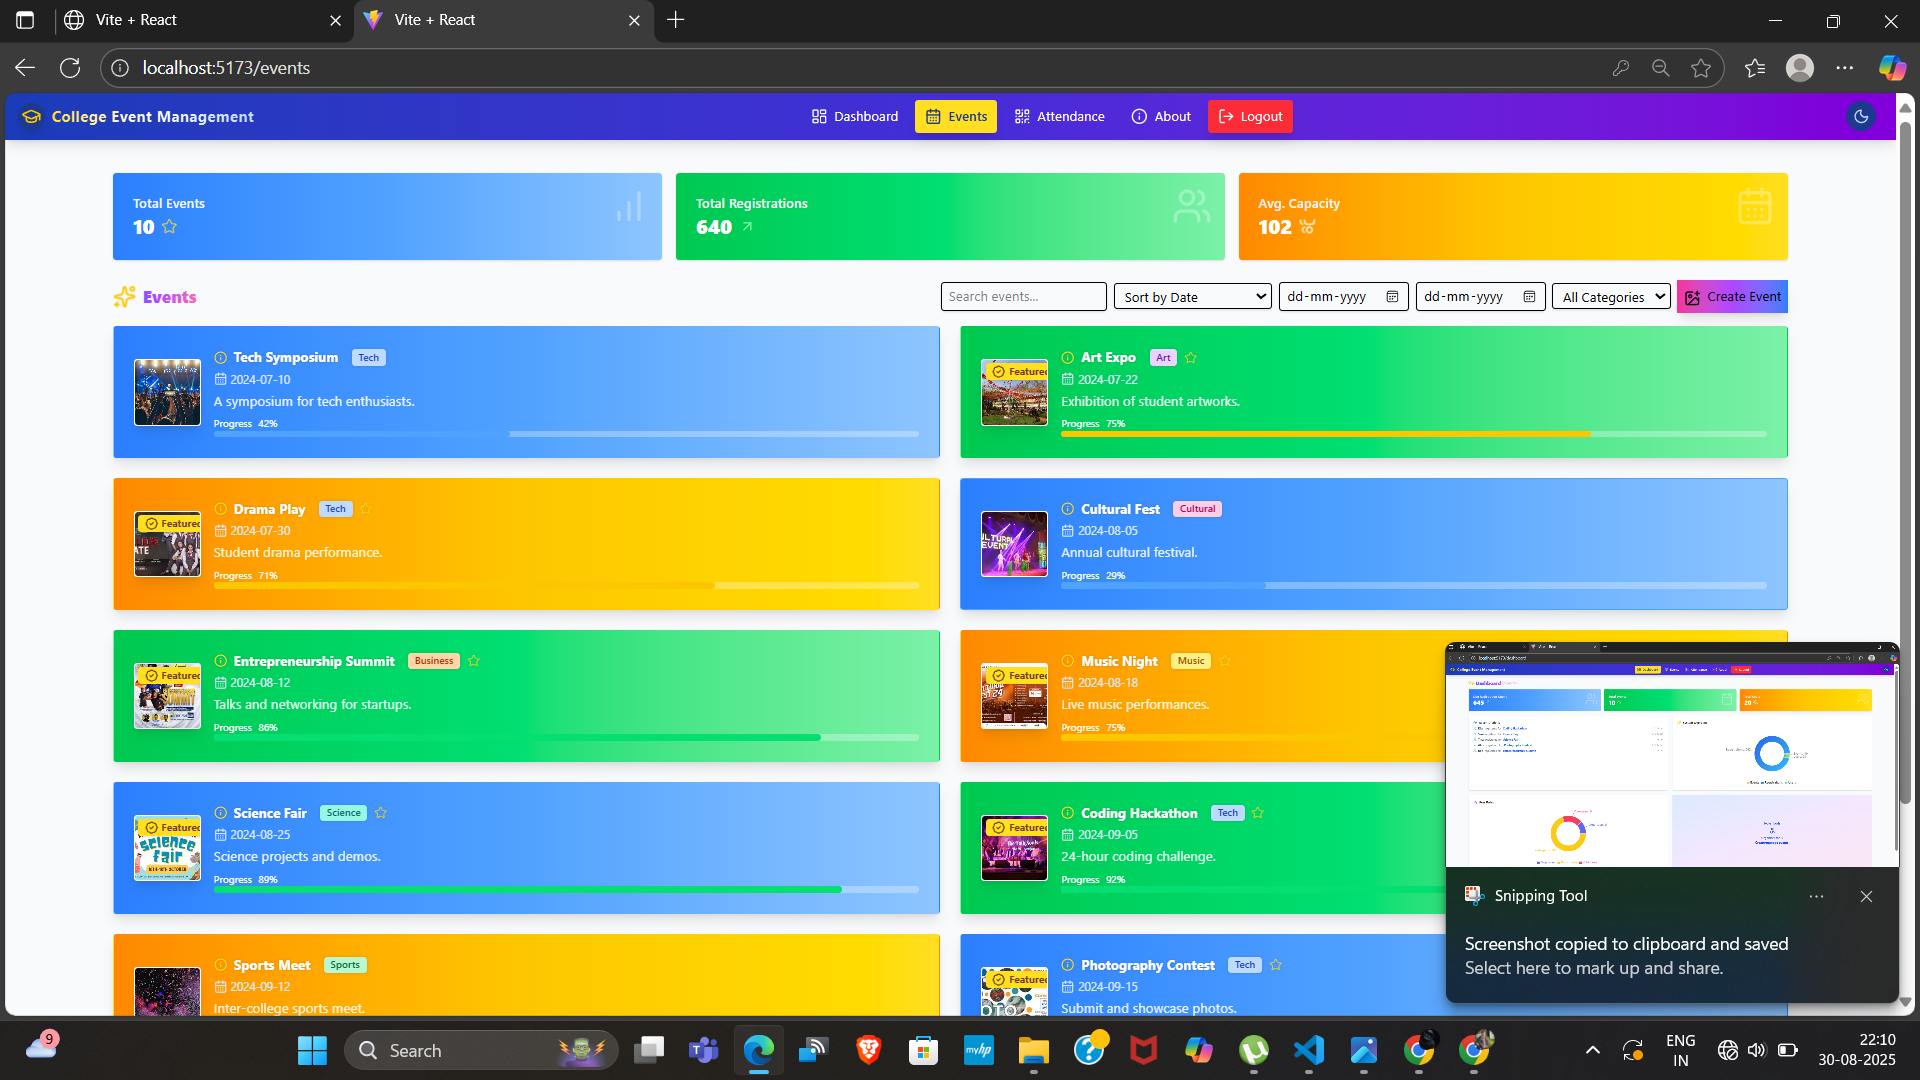 Vite + React
Vite + React
localhost:5173/events
College Event Management
Dashboard
Events
Attendance
About
Logout
Total Events
10
Total Registrations
640
Avg. Capacity
102
Events
Search events...
Sort by Date
dd-mm-yyyy
dd-mm-yyyy
All Categories
Create Event
Tech Symposium Tech
2024-07-10
A symposium for tech enthusiasts.
Progress 42%
Featured
Art Expo Art
2024-07-22
Exhibition of student artworks.
Progress 75%
Featured
Drama Play Tech
2024-07-30
Student drama performance.
Progress 71%
Cultural Fest Cultural
2024-08-05
Annual cultural festival.
Progress 29%
Featured
Entrepreneurship Summit Business
2024-08-12
Talks and networking for startups.
Progress 86%
Featured
Music Night Music
2024-08-18
Live music performances.
Progress 75%
Featured
science
fair
Science Fair Science
2024-08-25
Science projects and demos.
Progress 89%
Featured
Coding Hackathon Tech
2024-09-05
24-hour coding challenge.
Progress 92%
Sports Meet Sports
2024-09-12
Inter-college sports meet.
Featured
Photography Contest Tech
2024-09-15
Submit and showcase photos.
Snipping Tool
Screenshot copied to clipboard and saved
Select here to mark up and share.
9
Search
myhp
ENG
IN
22:10
30-08-2025